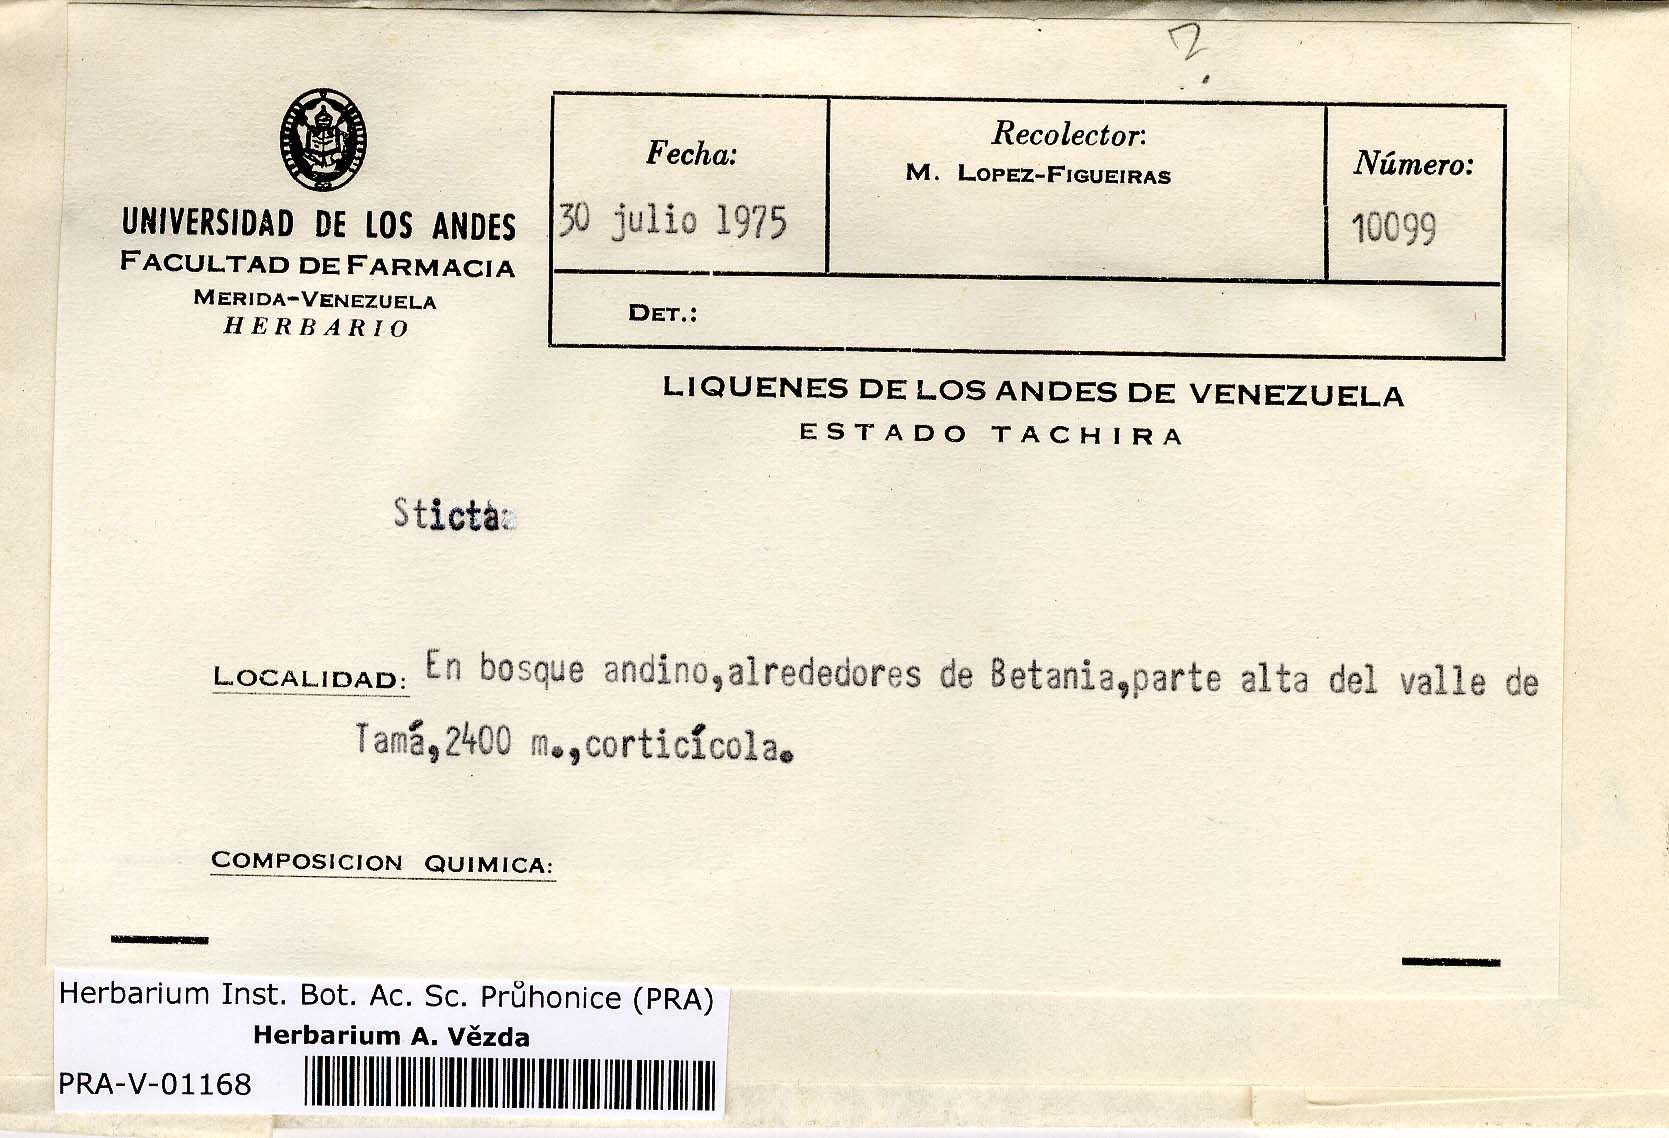 ?
UNIVERSIDAD DE LOS ANDES
FACULTAD DE FARMACIA
MERIDA-VENEZUELA
HERBARIO
Fecha:
30 julio 1975
Recolector:
M. LOPEZ-FIGUEIRAS
Número:
10099
DET.:
LIQUENES DE LOS ANDES DE VENEZUELA
ESTADO TACHIRA
Sticta
LOCALIDAD: En bosque andino,alrededores de Betania,parte alta del valle de
Tamá,2400 m.,corticícola.
COMPOSICION QUIMICA:
Herbarium Inst. Bot. Ac. Sc. Průhonice (PRA)
Herbarium A. Vězda
PRA-V-01168